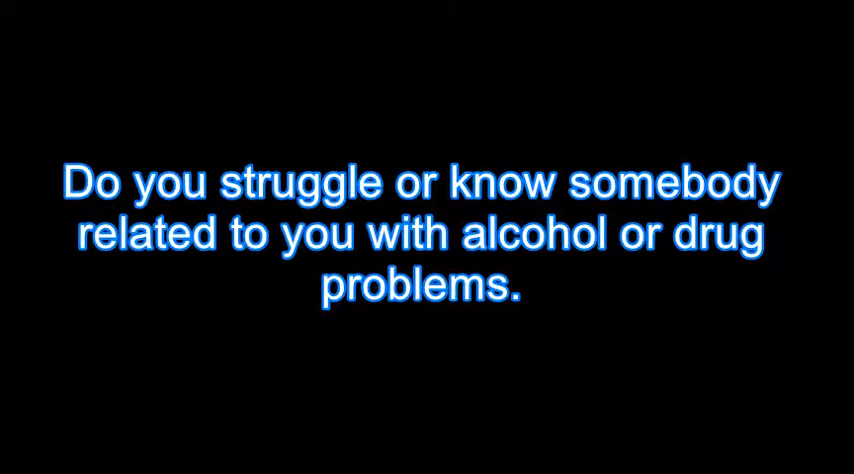 Do you struggle or know somebody
related to you with alcohol or drug
problems.